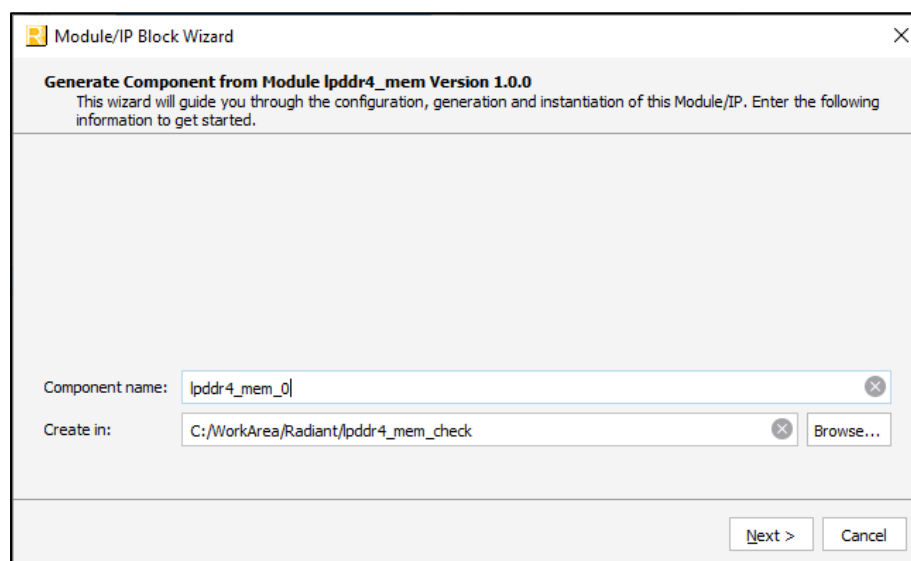 Module/IP Block Wizard
Generate Component from Module lpddr4_mem Version 1.0.0
This wizard will guide you through the configuration, generation and instantiation of this Module/IP. Enter the following
information to get started.
Component name: lpddr4_mem_0
Create in: C:/WorkArea/Radiant/lpddr4_mem_check Browse...
Next > Cancel